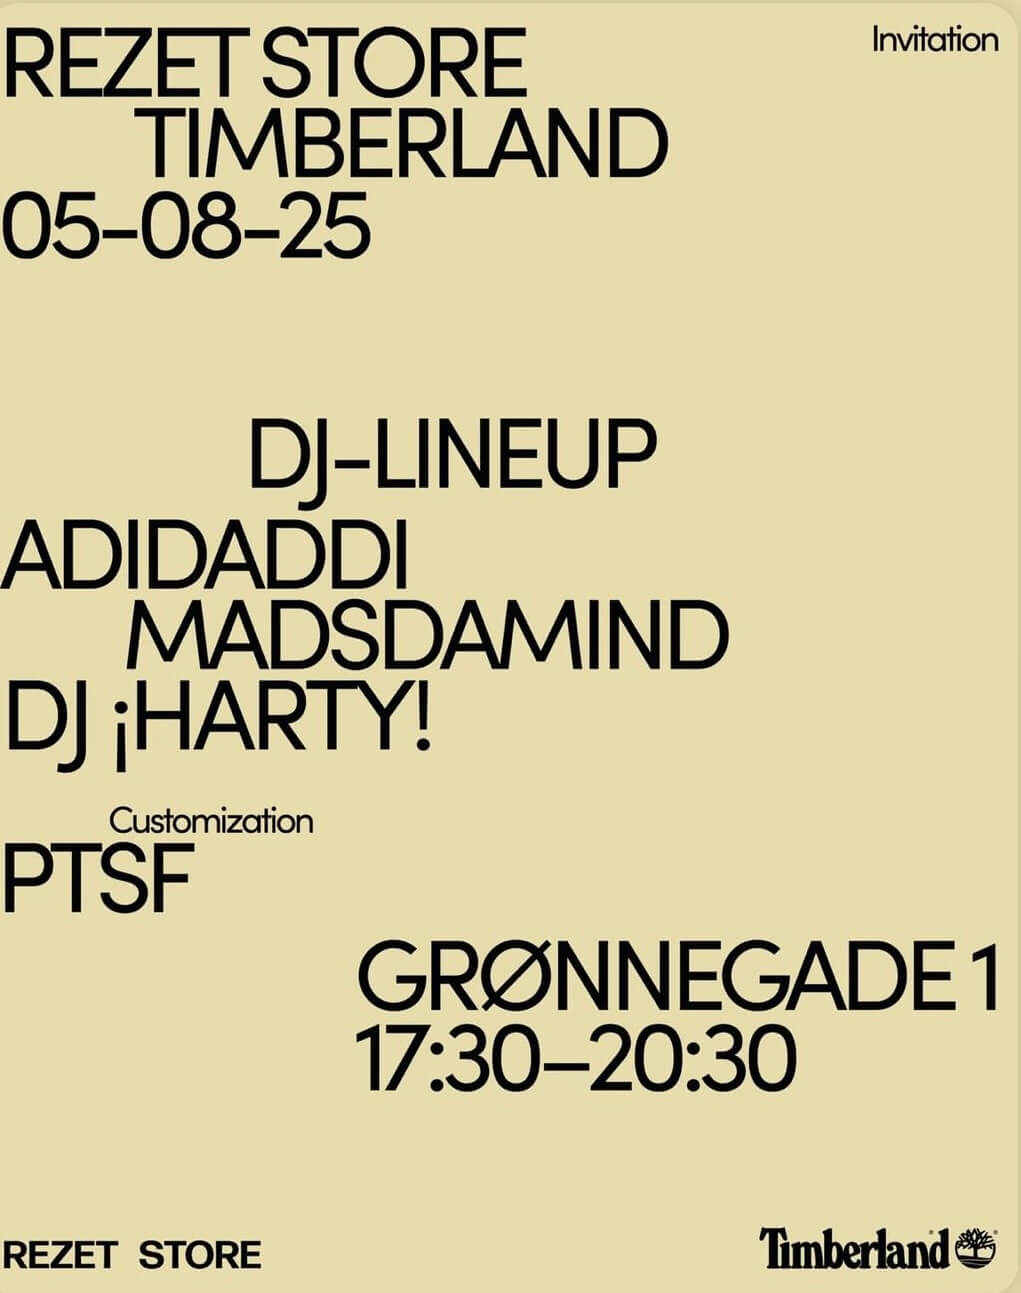 REZET STORE
Invitation
TIMBERLAND
05-08-25
DJ-LINEUP
ADIDADDI
MADSDAMIND
DJ ¡HARTY!
Customization
PTSF
GRØNNEGADE 1
17:30–20:30
REZET STORE
Timberland